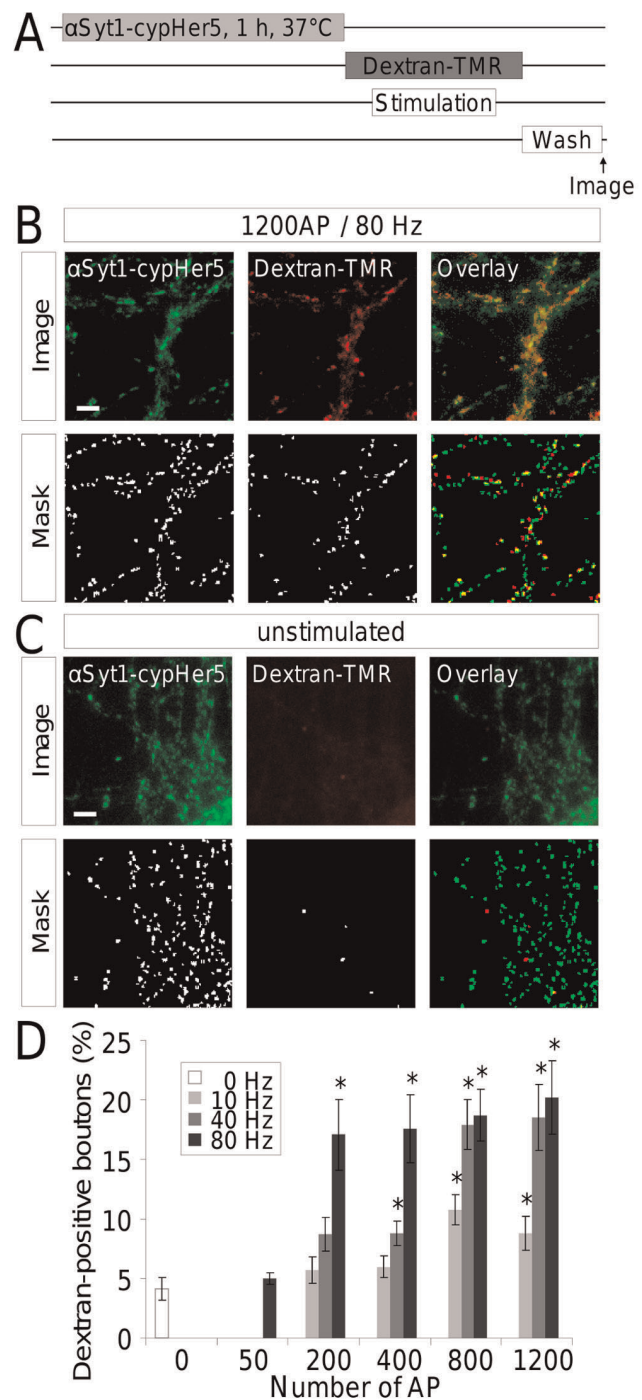 A
αSyt1-cypHer5, 1 h, 37°C
Dextran-TMR
Stimulation
Wash
Image
B
1200AP / 80 Hz
Image
αSyt1-cypHer5
Dextran-TMR
Overlay
Mask
C
unstimulated
Image
αSyt1-cypHer5
Dextran-TMR
Overlay
Mask
D
Dextran-positive boutons (%)
25
20
15
10
5
0
0 Hz
10 Hz
40 Hz
80 Hz
* * * * * * * * *
0 50 200 400 800 1200
Number of AP